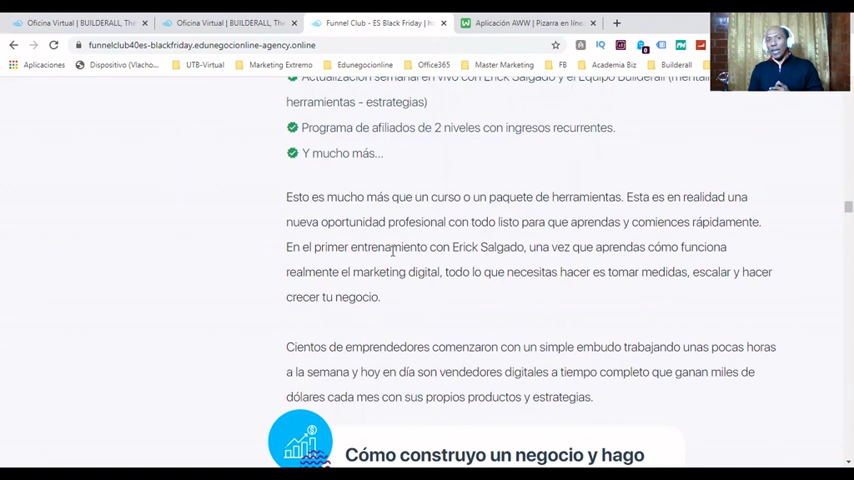 Oficina Virtual | BUILDERALL, The
Oficina Virtual | BUILDERALL, The
Funnel Club - ES Black Friday |
Aplicación AWW | Pizarra en línea
funnelclub40es-blackfriday.edunegocionline-agency.online
Aplicaciones
Dispositivo (Vlacho...
UTB-Virtual
Marketing Extremo
Edunegocionline
Office365
Master Marketing
FB
Academia Biz
Builderall
Actualización semanal en vivo con Erick Salgado y el Equipo Builderall
herramientas - estrategias)
Programa de afiliados de 2 niveles con ingresos recurrentes.
Y mucho más...
Esto es mucho más que un curso o un paquete de herramientas. Esta es en realidad una
nueva oportunidad profesional con todo listo para que aprendas y comiences rápidamente.
En el primer entrenamiento con Erick Salgado, una vez que aprendas cómo funciona
realmente el marketing digital, todo lo que necesitas hacer es tomar medidas, escalar y hacer
crecer tu negocio.
Cientos de emprendedores comenzaron con un simple embudo trabajando unas pocas horas
a la semana y hoy en día son vendedores digitales a tiempo completo que ganan miles de
dólares cada mes con sus propios productos y estrategias.
Cómo construyo un negocio y hago